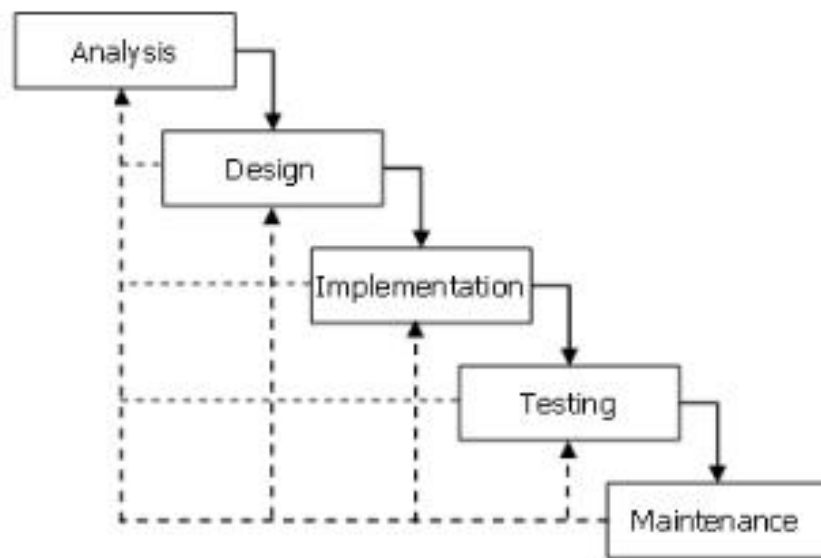 Analysis
Design
Implementation
Testing
Maintenance